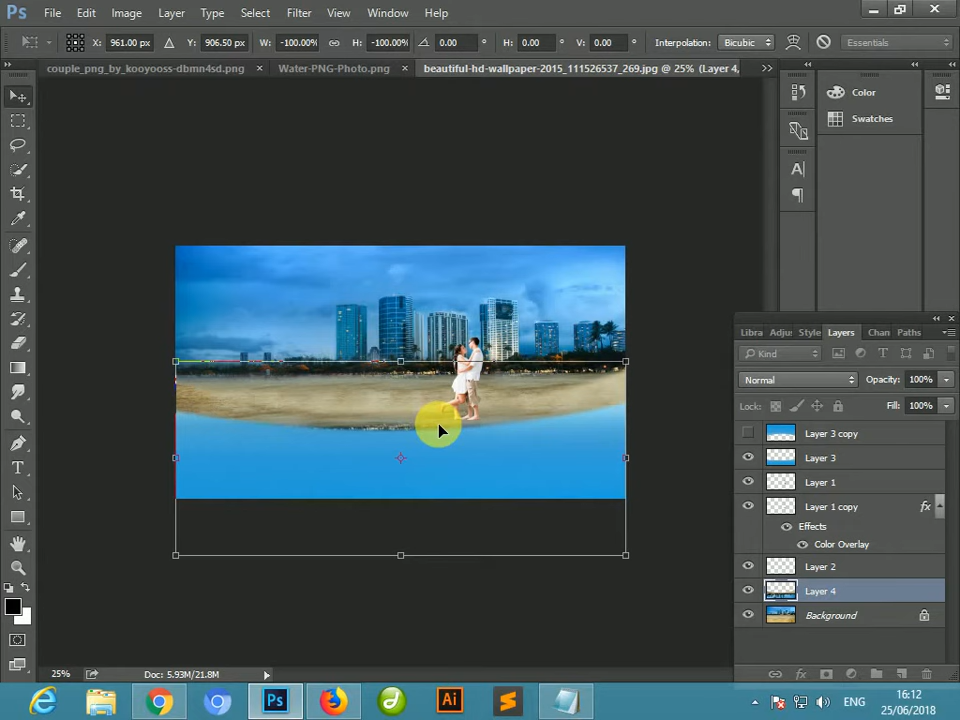 Ps File Edit Image Layer Type Select Filter View Window Help
X: 961.00 px Y: 906.50 px W: -100.00% H: -100.00% 0.00 ° H: 0.00 ° V: 0.00 ° Interpolation: Bicubic Essentials
couple_png_by_kooyooss-dbmn4sd.png × Water-PNG-Photo.png × beautiful-hd-wallpaper-2015_111526537_269.jpg @ 25% (Layer 4,
Color
Swatches
Libra Adju Style Layers Chan Paths
Kind
Normal Opacity: 100%
Lock: Fill: 100%
Layer 3 copy
Layer 3
Layer 1
Layer 1 copy fx
Effects
Color Overlay
Layer 2
Layer 4
Background
25% Doc: 5.93M/21.8M
fx
Ps Ai ENG 16:12
25/06/2018